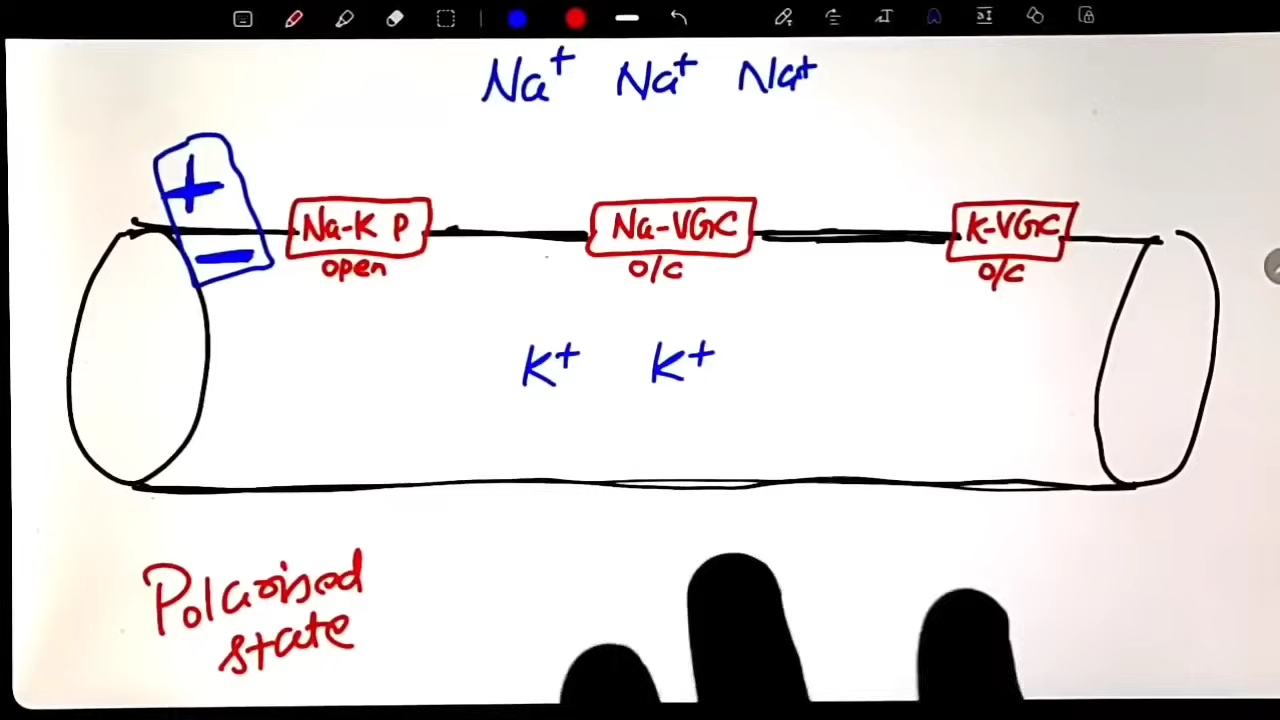 Na+ Na+ Na+
+
Na-K P Na-VGC K-VGC
−
open o/c o/c
K+ K+
Polarised
state